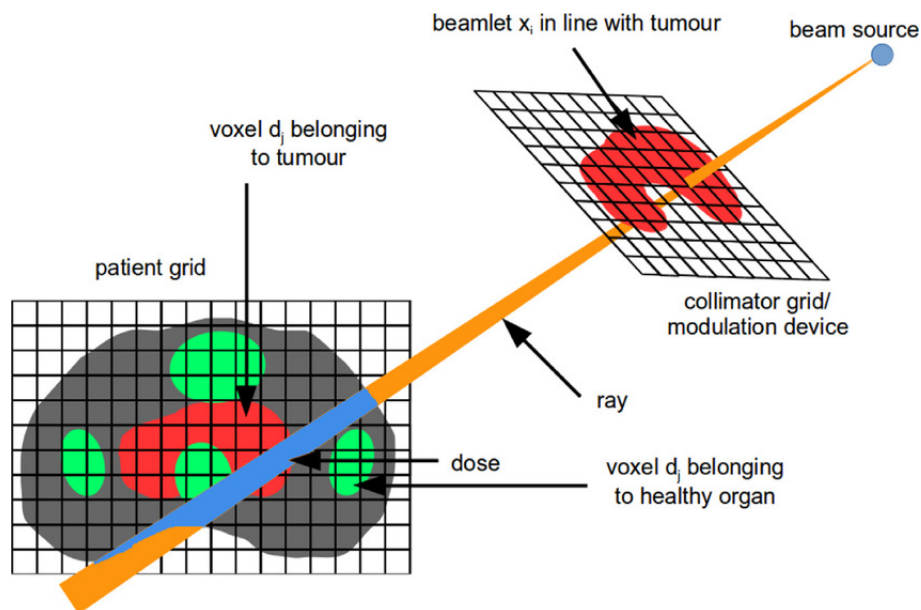 beamlet xᵢ in line with tumour
beam source
voxel dⱼ belonging
to tumour
patient grid
collimator grid/
modulation device
ray
dose
voxel dⱼ belonging
to healthy organ